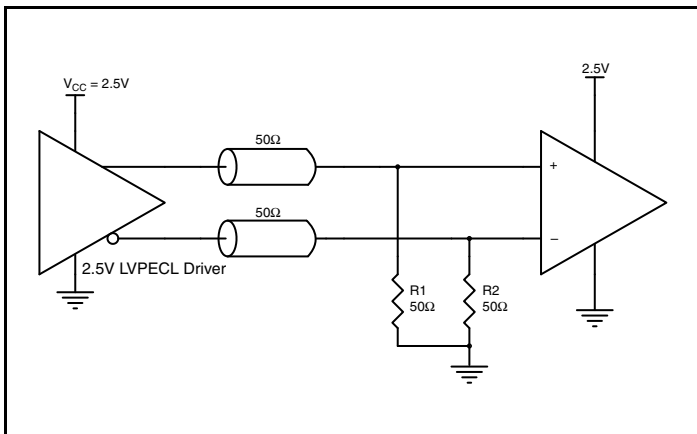 V_CC = 2.5V
2.5V
50Ω
50Ω
+
−
2.5V LVPECL Driver
R1
50Ω
R2
50Ω